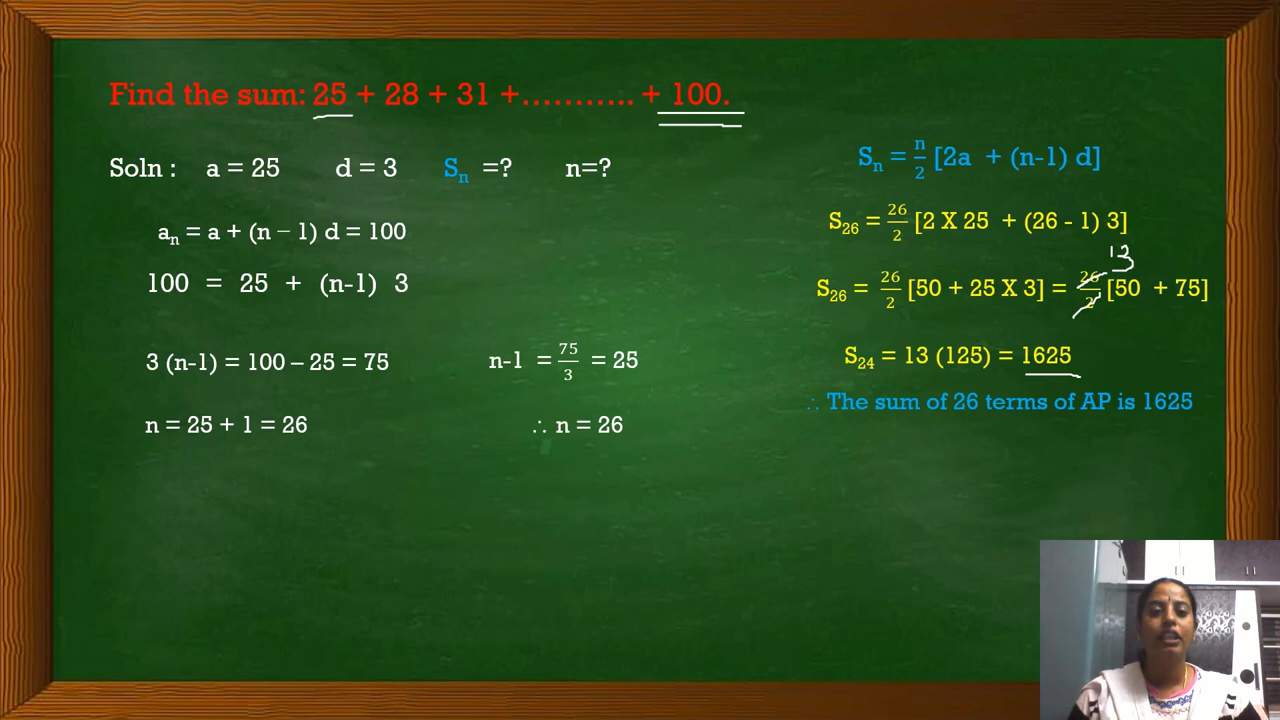 Find the sum: 25 + 28 + 31 +……….. + 100.
Soln : a = 25 d = 3 Sn =? n=?
an = a + (n – 1) d = 100
100 = 25 + (n-1) 3
3 (n-1) = 100 – 25 = 75 n-1 = 75/3 = 25
n = 25 + 1 = 26 ∴ n = 26
Sn = n/2 [2a + (n-1) d]
S26 = 26/2 [2 X 25 + (26 - 1) 3]
13
S26 = 26/2 [50 + 25 X 3] = 26/2 [50 + 75]
S24 = 13 (125) = 1625
∴ The sum of 26 terms of AP is 1625